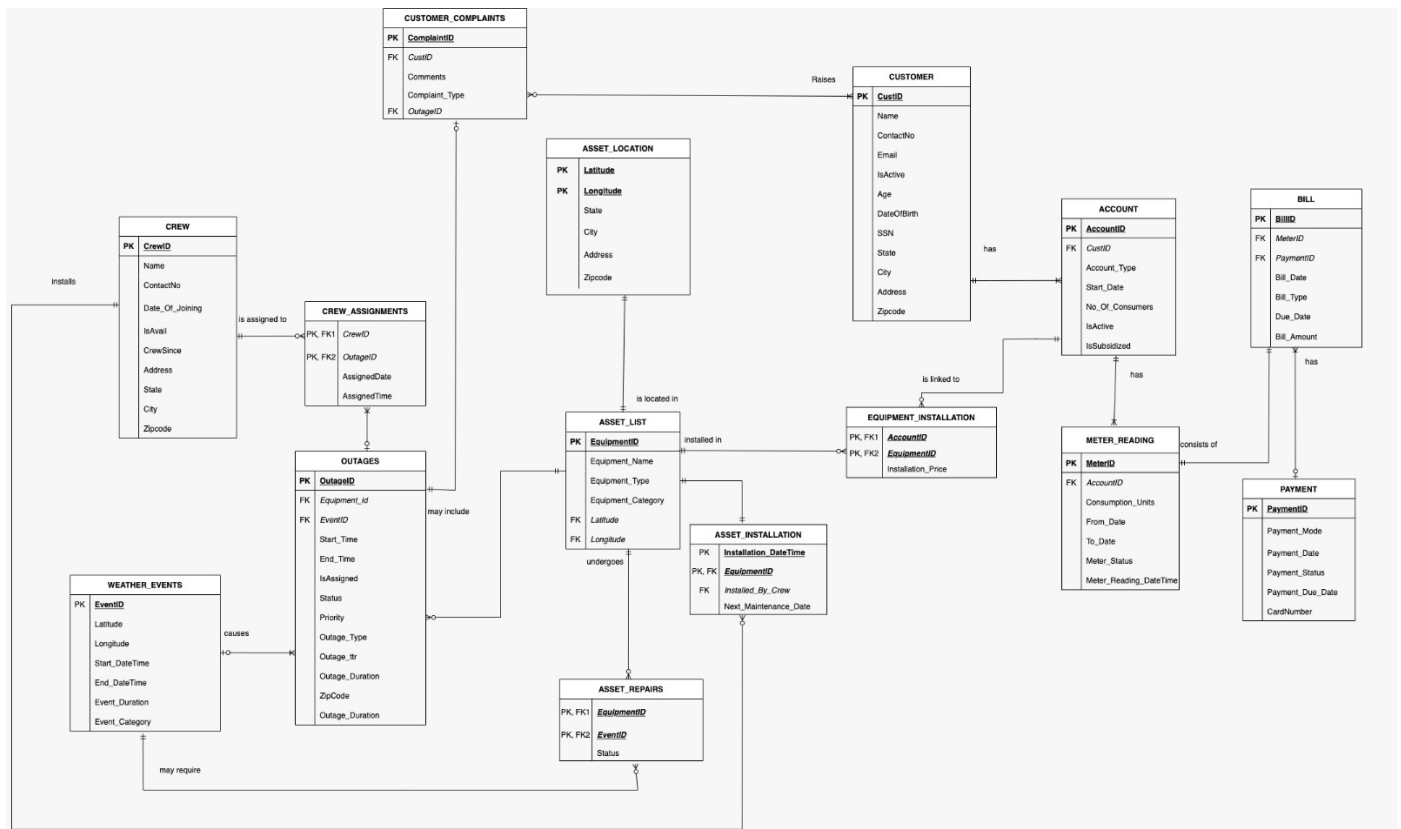 CUSTOMER_COMPLAINTS
PK ComplaintID
FK CustID
Comments
Complaint_Type
FK OutageID
Raises
CUSTOMER
PK CustID
Name
ContactNo
Email
IsActive
Age
DateOfBirth
SSN
State
City
Address
Zipcode
ASSET_LOCATION
PK Latitude
PK Longitude
State
City
Address
Zipcode
has
ACCOUNT
PK AccountID
FK CustID
Account_Type
Start_Date
No_Of_Consumers
IsActive
IsSubsidized
BILL
PK BillID
FK MeterID
FK PaymentID
Bill_Date
Bill_Type
Due_Date
Bill_Amount
CREW
PK CrewID
Name
ContactNo
Date_Of_Joining
IsAvail
CrewSince
Address
State
City
Zipcode
installs
is assigned to
CREW_ASSIGNMENTS
PK, FK1 CrewID
PK, FK2 OutageID
AssignedDate
AssignedTime
is linked to
has
has
is located in
ASSET_LIST
PK EquipmentID
Equipment_Name
Equipment_Type
Equipment_Category
FK Latitude
FK Longitude
installed in
EQUIPMENT_INSTALLATION
PK, FK1 AccountID
PK, FK2 EquipmentID
Installation_Price
METER_READING
PK MeterID
FK AccountID
Consumption_Units
From_Date
To_Date
Meter_Status
Meter_Reading_DateTime
consists of
PAYMENT
PK PaymentID
Payment_Mode
Payment_Date
Payment_Status
Payment_Due_Date
CardNumber
OUTAGES
PK OutageID
FK Equipment_id
FK EventID
Start_Time
End_Time
IsAssigned
Status
Priority
Outage_Type
Outage_ttr
Outage_Duration
ZipCode
Outage_Duration
may include
undergoes
ASSET_INSTALLATION
PK Installation_DateTime
PK, FK EquipmentID
FK Installed_By_Crew
Next_Maintenance_Date
WEATHER_EVENTS
PK EventID
Latitude
Longitude
Start_DateTime
End_DateTime
Event_Duration
Event_Category
causes
ASSET_REPAIRS
PK, FK1 EquipmentID
PK, FK2 EventID
Status
may require